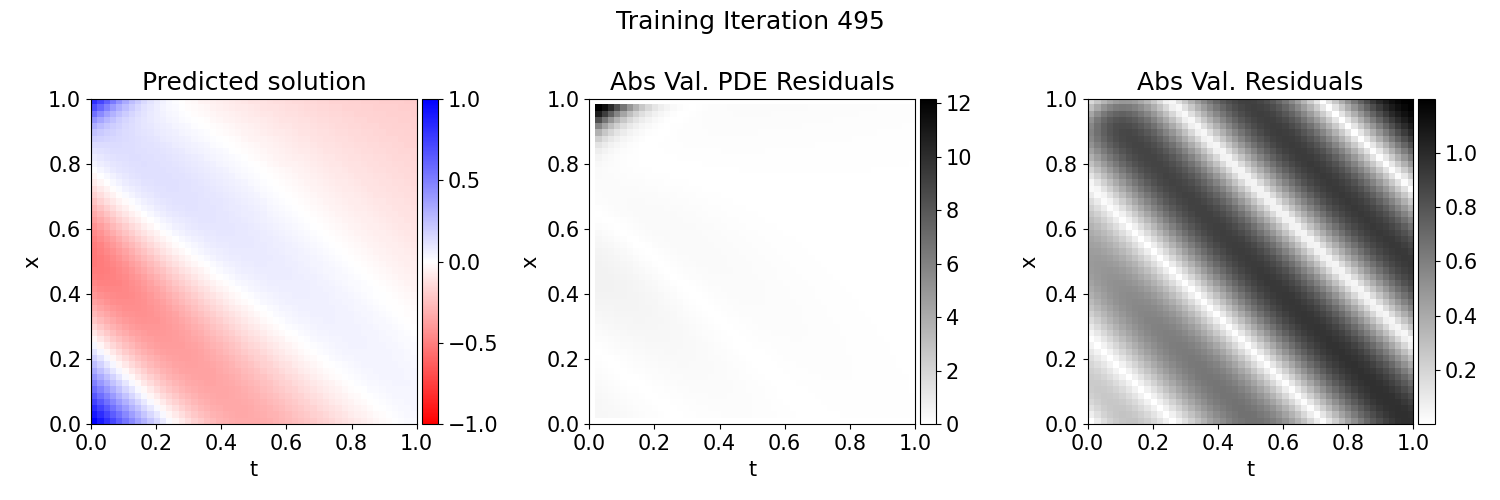 Training Iteration 495
Predicted solution
1.0
0.8
0.6
0.4
0.2
0.0
x
0.0 0.2 0.4 0.6 0.8 1.0
t
1.0
0.5
0.0
−0.5
−1.0
Abs Val. PDE Residuals
1.0
0.8
0.6
0.4
0.2
0.0
x
0.0 0.2 0.4 0.6 0.8 1.0
t
12
10
8
6
4
2
0
Abs Val. Residuals
1.0
0.8
0.6
0.4
0.2
0.0
x
0.0 0.2 0.4 0.6 0.8 1.0
t
1.0
0.8
0.6
0.4
0.2